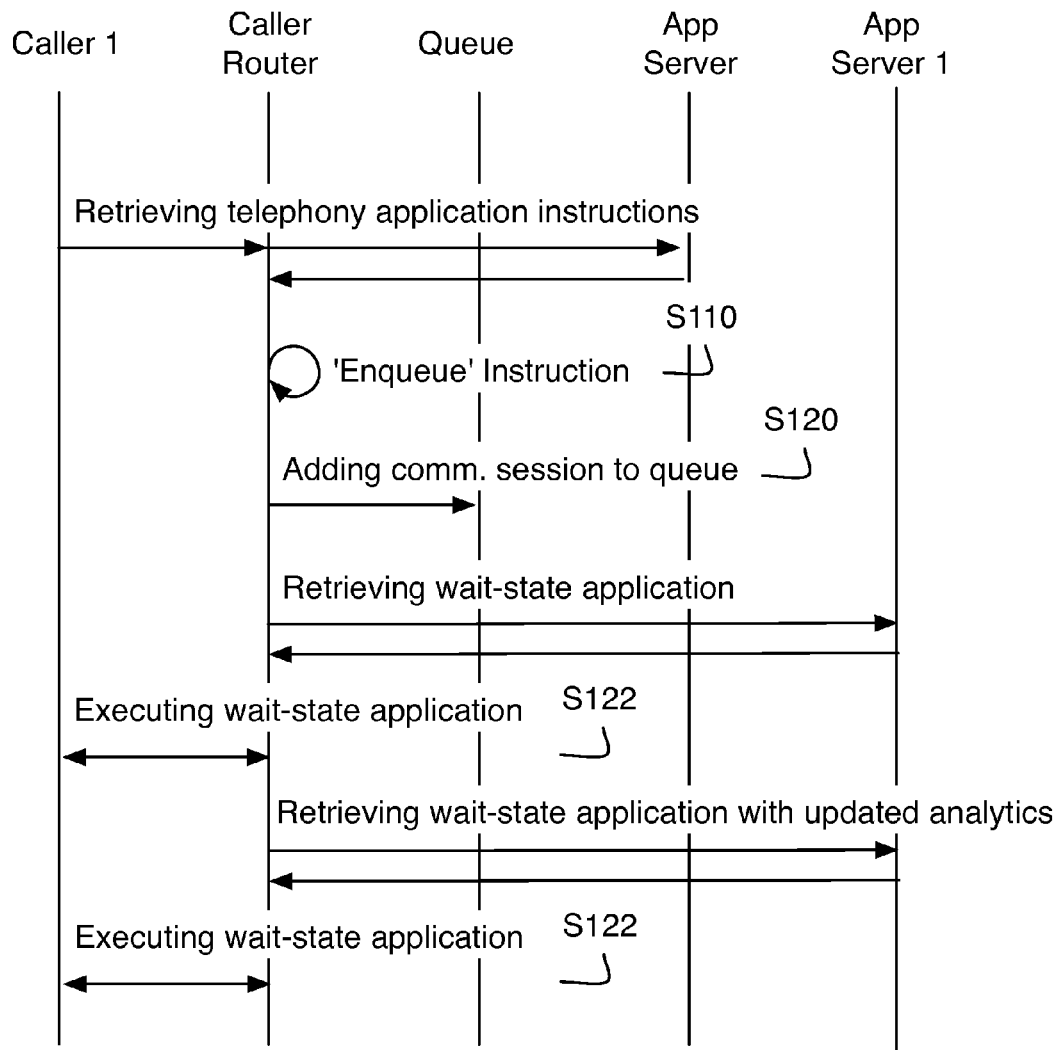 Caller 1
Caller
Router
Queue
App
Server
App
Server 1
Retrieving telephony application instructions
S110
'Enqueue' Instruction
S120
Adding comm. session to queue
Retrieving wait-state application
S122
Executing wait-state application
Retrieving wait-state application with updated analytics
S122
Executing wait-state application